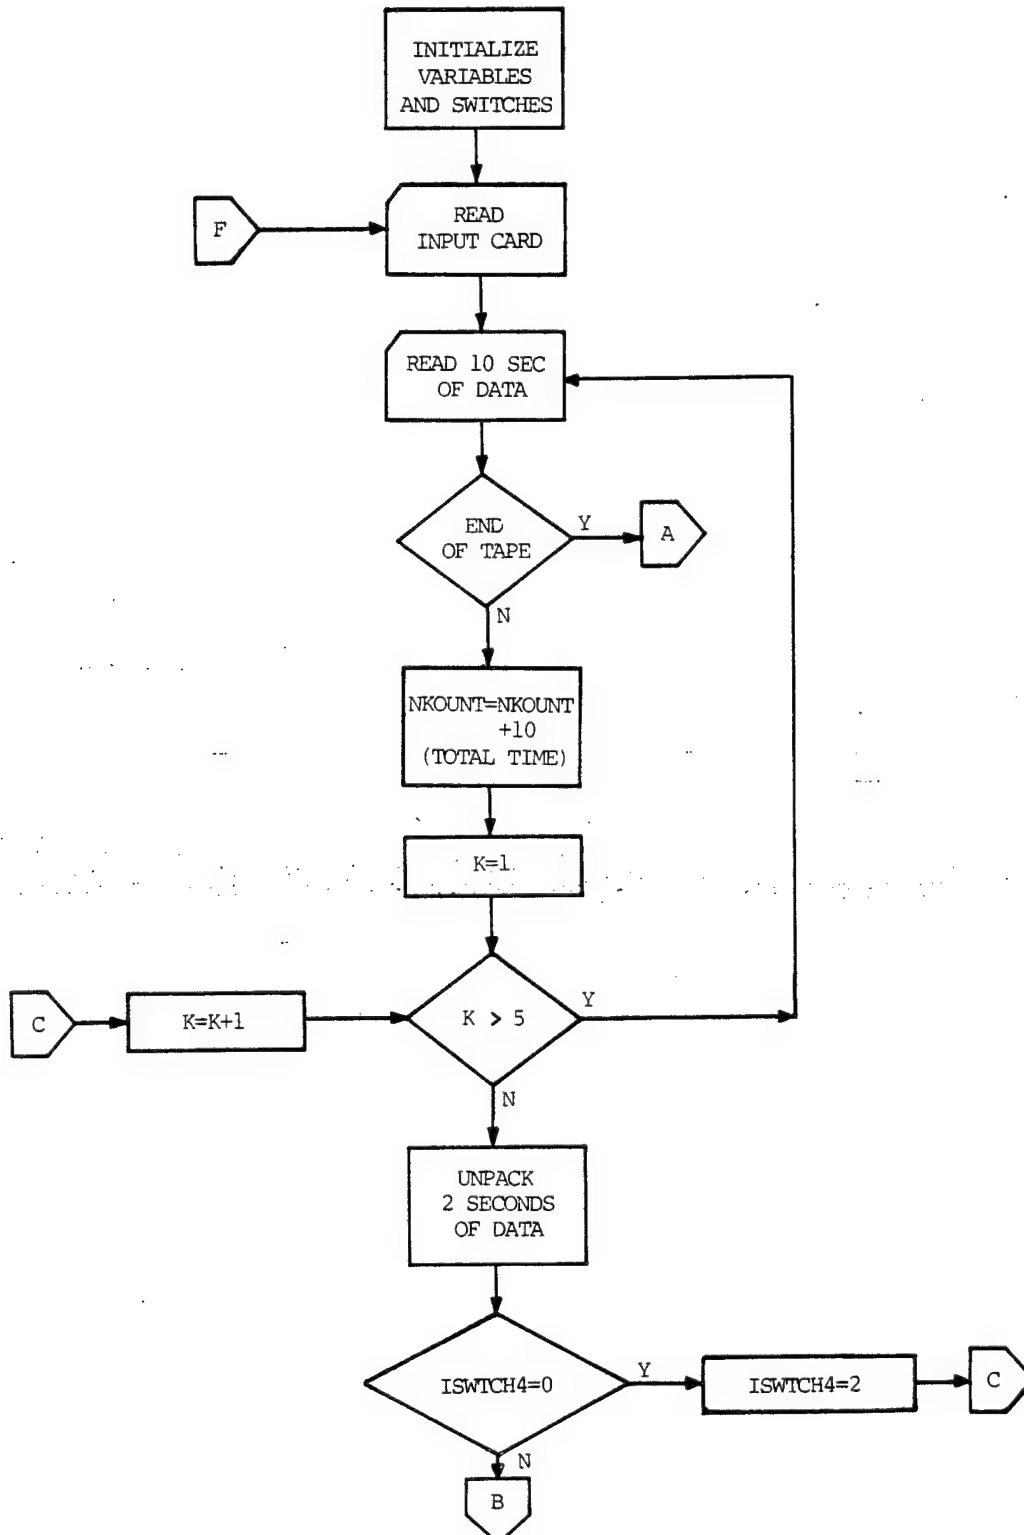 INITIALIZE
VARIABLES
AND SWITCHES
F
READ
INPUT CARD
READ 10 SEC
OF DATA
END
OF TAPE
Y
A
N
NKOUNT=NKOUNT
+10
(TOTAL TIME)
K=1
C
K=K+1
K > 5
Y
N
UNPACK
2 SECONDS
OF DATA
ISWTCH4=0
Y
ISWTCH4=2
C
N
B